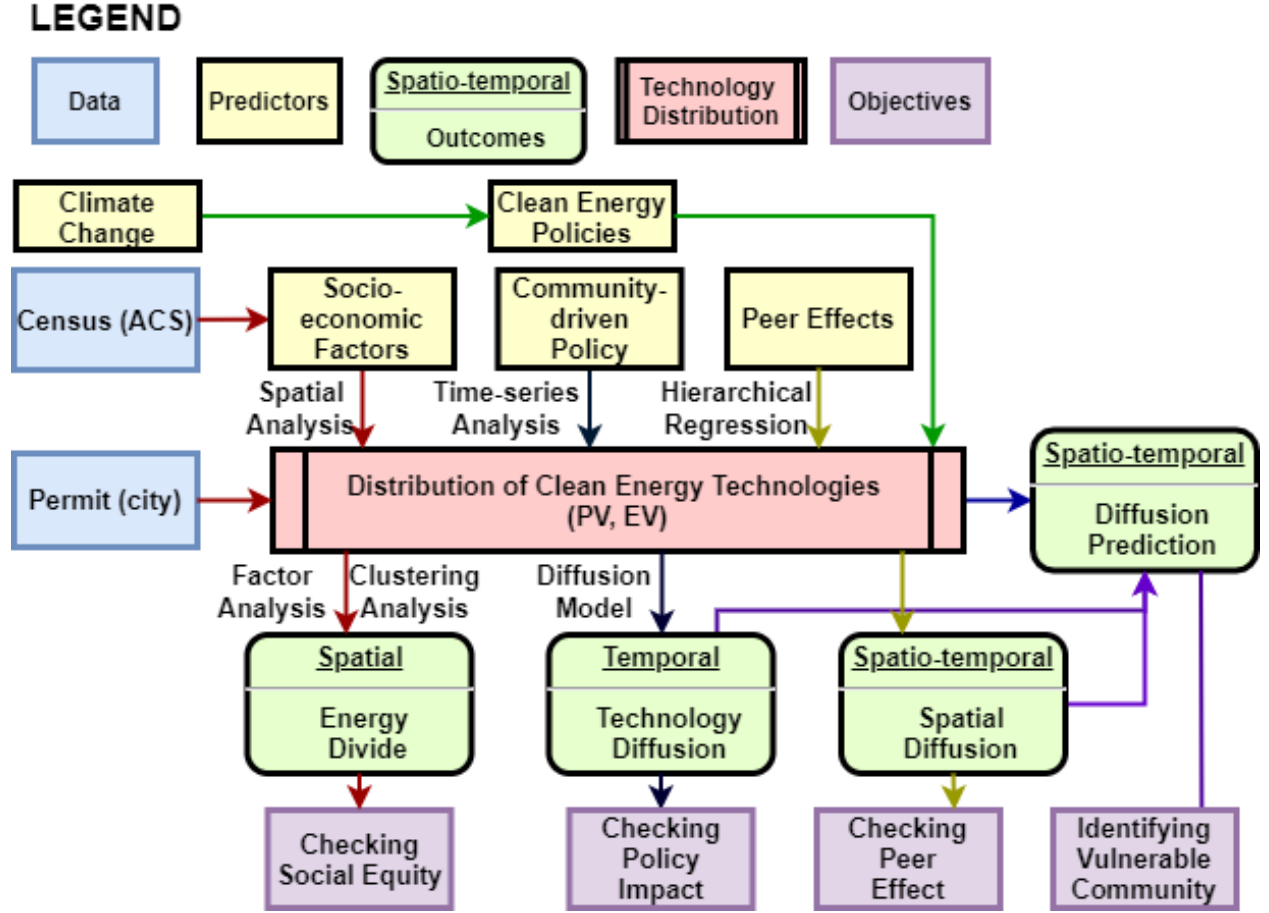 LEGEND
Data
Predictors
Spatio-temporal
Outcomes
Technology
Distribution
Objectives
Climate
Change
Clean Energy
Policies
Census (ACS)
Socio-
economic
Factors
Community-
driven
Policy
Peer Effects
Spatial
Analysis
Time-series
Analysis
Hierarchical
Regression
Permit (city)
Distribution of Clean Energy Technologies
(PV, EV)
Spatio-temporal
Diffusion
Prediction
Factor
Analysis
Clustering
Analysis
Diffusion
Model
Spatial
Energy
Divide
Temporal
Technology
Diffusion
Spatio-temporal
Spatial
Diffusion
Checking
Social Equity
Checking
Policy
Impact
Checking
Peer
Effect
Identifying
Vulnerable
Community